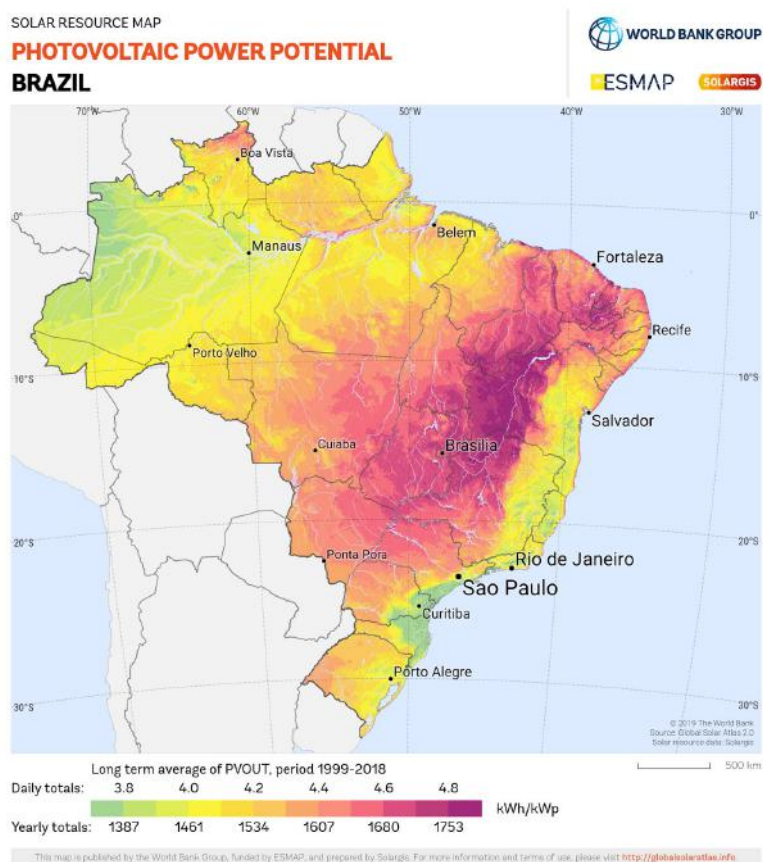 SOLAR RESOURCE MAP
PHOTOVOLTAIC POWER POTENTIAL
BRAZIL
WORLD BANK GROUP
ESMAP
SOLARGIS
70°W 60°W 50°W 40°W 30°W
Boa Vista
0° 0°
Belem
Manaus
Fortaleza
Recife
Porto Velho
10°S 10°S
Salvador
Cuiaba
Brasilia
20°S 20°S
Ponta Pora
Rio de Janeiro
Sao Paulo
Curitiba
Porto Alegre
30°S 30°S
© 2019 The World Bank
Source: Global Solar Atlas 2.0
Solar resource data: Solargis
Long term average of PVOUT, period 1999-2018
500 km
Daily totals: 3.8 4.0 4.2 4.4 4.6 4.8
kWh/kWp
Yearly totals: 1387 1461 1534 1607 1680 1753
This map is published by the World Bank Group, funded by ESMAP, and prepared by Solargis. For more information and terms of use, please visit http://globalsolaratlas.info.